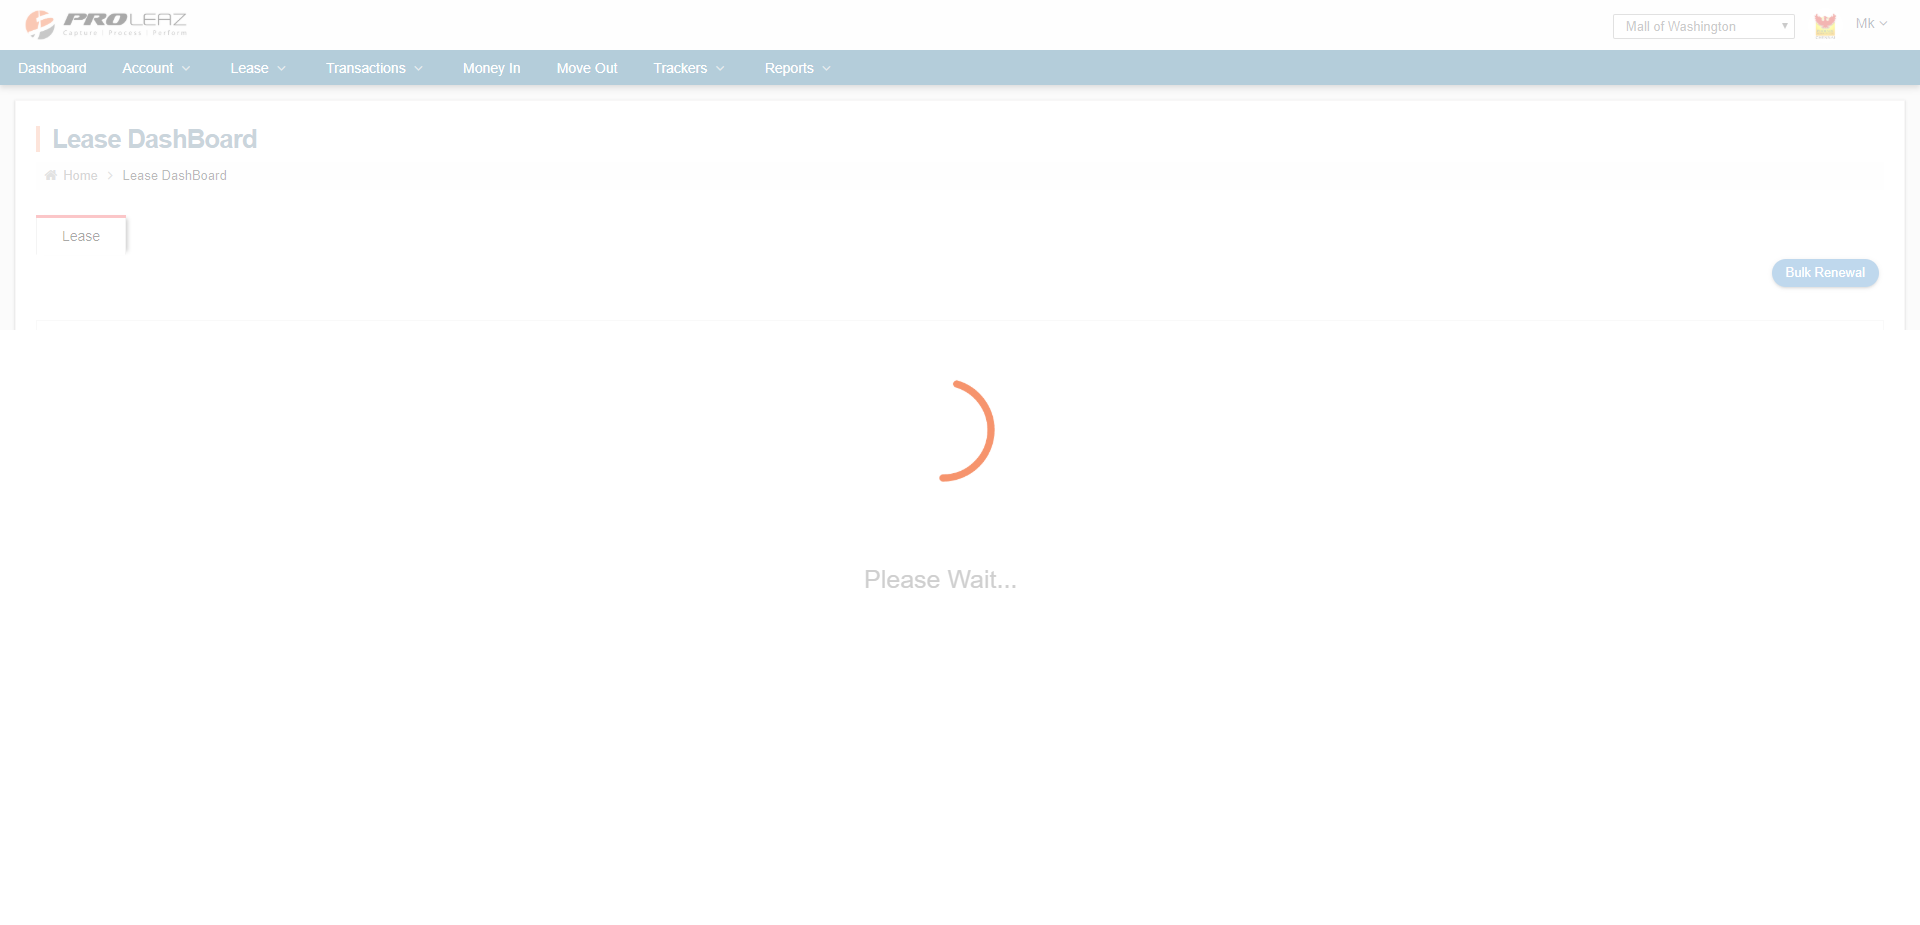 PROLEAZ
Capture | Process | Perform
Mall of Washington
Mk
Dashboard Account Lease Transactions Money In Move Out Trackers Reports
Lease DashBoard
Home > Lease DashBoard
Lease
Bulk Renewal
Please Wait...